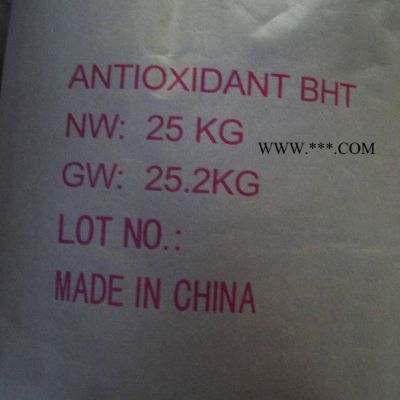 ANTIOXIDANT BHT
NW: 25 KG
WWW.***.COM
GW: 25.2KG
LOT NO.:
MADE IN CHINA